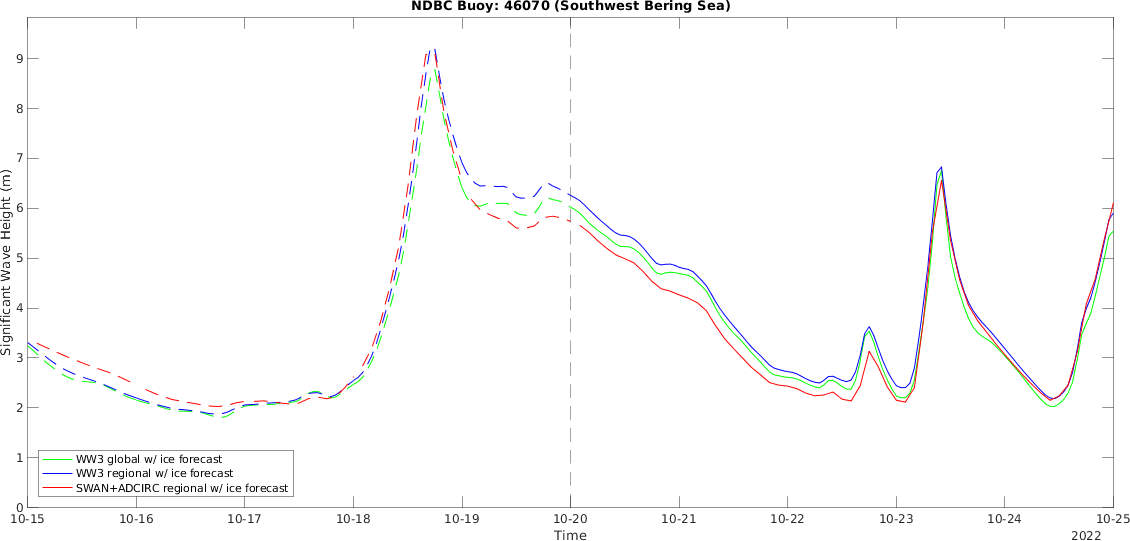 NDBC Buoy: 46070 (Southwest Bering Sea)
Significant Wave Height (m)
9
8
7
6
5
4
3
2
1
0
WW3 global w/ ice forecast
WW3 regional w/ ice forecast
SWAN+ADCIRC regional w/ ice forecast
10-15 10-16 10-17 10-18 10-19 10-20 10-21 10-22 10-23 10-24 10-25
Time
2022